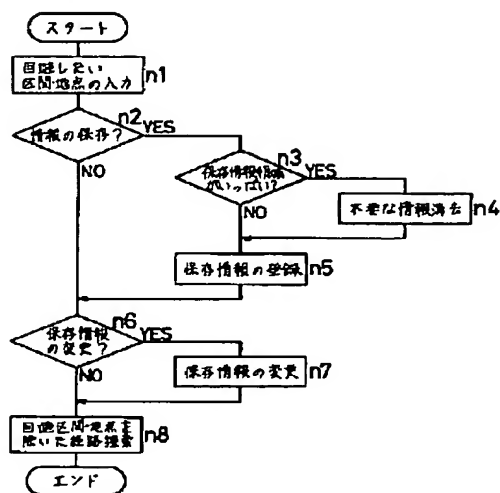 スタート
回避したい
区間・地点の入力
n1
n2
情報の保存?
YES
NO
n3
保存情報領域
がいっぱい?
YES
NO
n4
不要な情報消去
保存情報の登録
n5
n6
保存情報
の変更?
YES
NO
保存情報の変更
n7
回避区間・地点を
除いた経路探索
n8
エンド